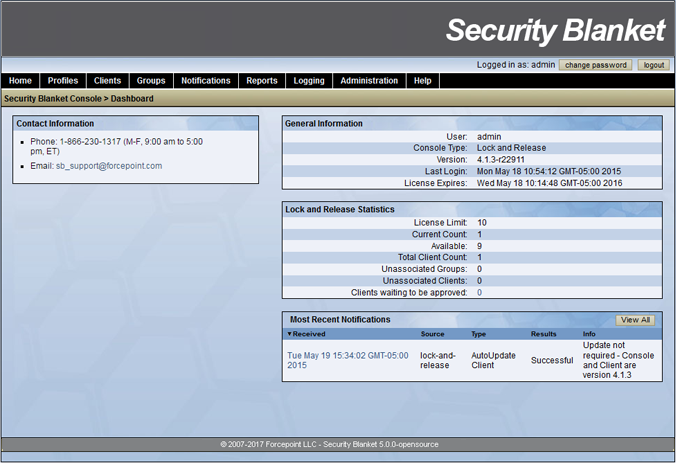 Security Blanket
Logged in as: admin change password logout
Home Profiles Clients Groups Notifications Reports Logging Administration Help
Security Blanket Console > Dashboard
Contact Information
Phone: 1-866-230-1317 (M-F, 9:00 am to 5:00
pm, ET)
Email: sb_support@forcepoint.com
General Information
User: admin
Console Type: Lock and Release
Version: 4.1.3-r22911
Last Login: Mon May 18 10:54:12 GMT-05:00 2015
License Expires: Wed May 18 10:14:48 GMT-05:00 2016
Lock and Release Statistics
License Limit: 10
Current Count: 1
Available: 9
Total Client Count: 1
Unassociated Groups: 0
Unassociated Clients: 0
Clients waiting to be approved: 0
Most Recent Notifications View All
▼Received Source Type Results Info
Tue May 19 15:34:02 GMT-05:00
2015
lock-and-
release
AutoUpdate
Client
Successful
Update not
required - Console
and Client are
version 4.1.3
© 2007-2017 Forcepoint LLC - Security Blanket 5.0.0-opensource